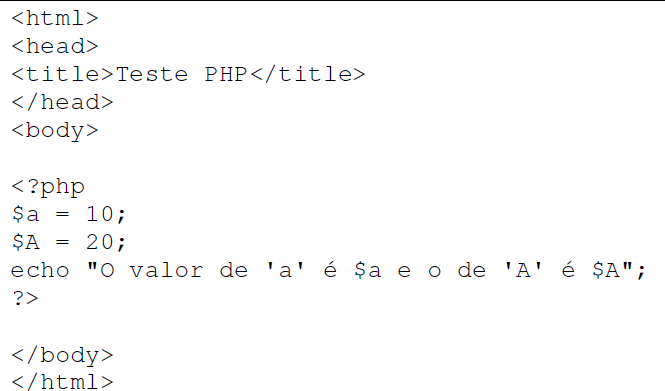 <html>
<head>
<title>Teste PHP</title>
</head>
<body>
<?php
$a = 10;
$A = 20;
echo "O valor de 'a' é $a e o de 'A' é $A";
?>
</body>
</html>